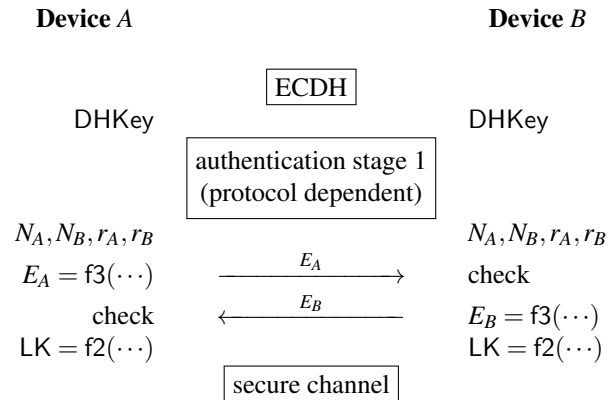 Device A Device B
ECDH
DHKey DHKey
authentication stage 1
(protocol dependent)
N_A, N_B, r_A, r_B N_A, N_B, r_A, r_B
E_A = f3(···) E_A check
check E_B E_B = f3(···)
LK = f2(···) LK = f2(···)
secure channel